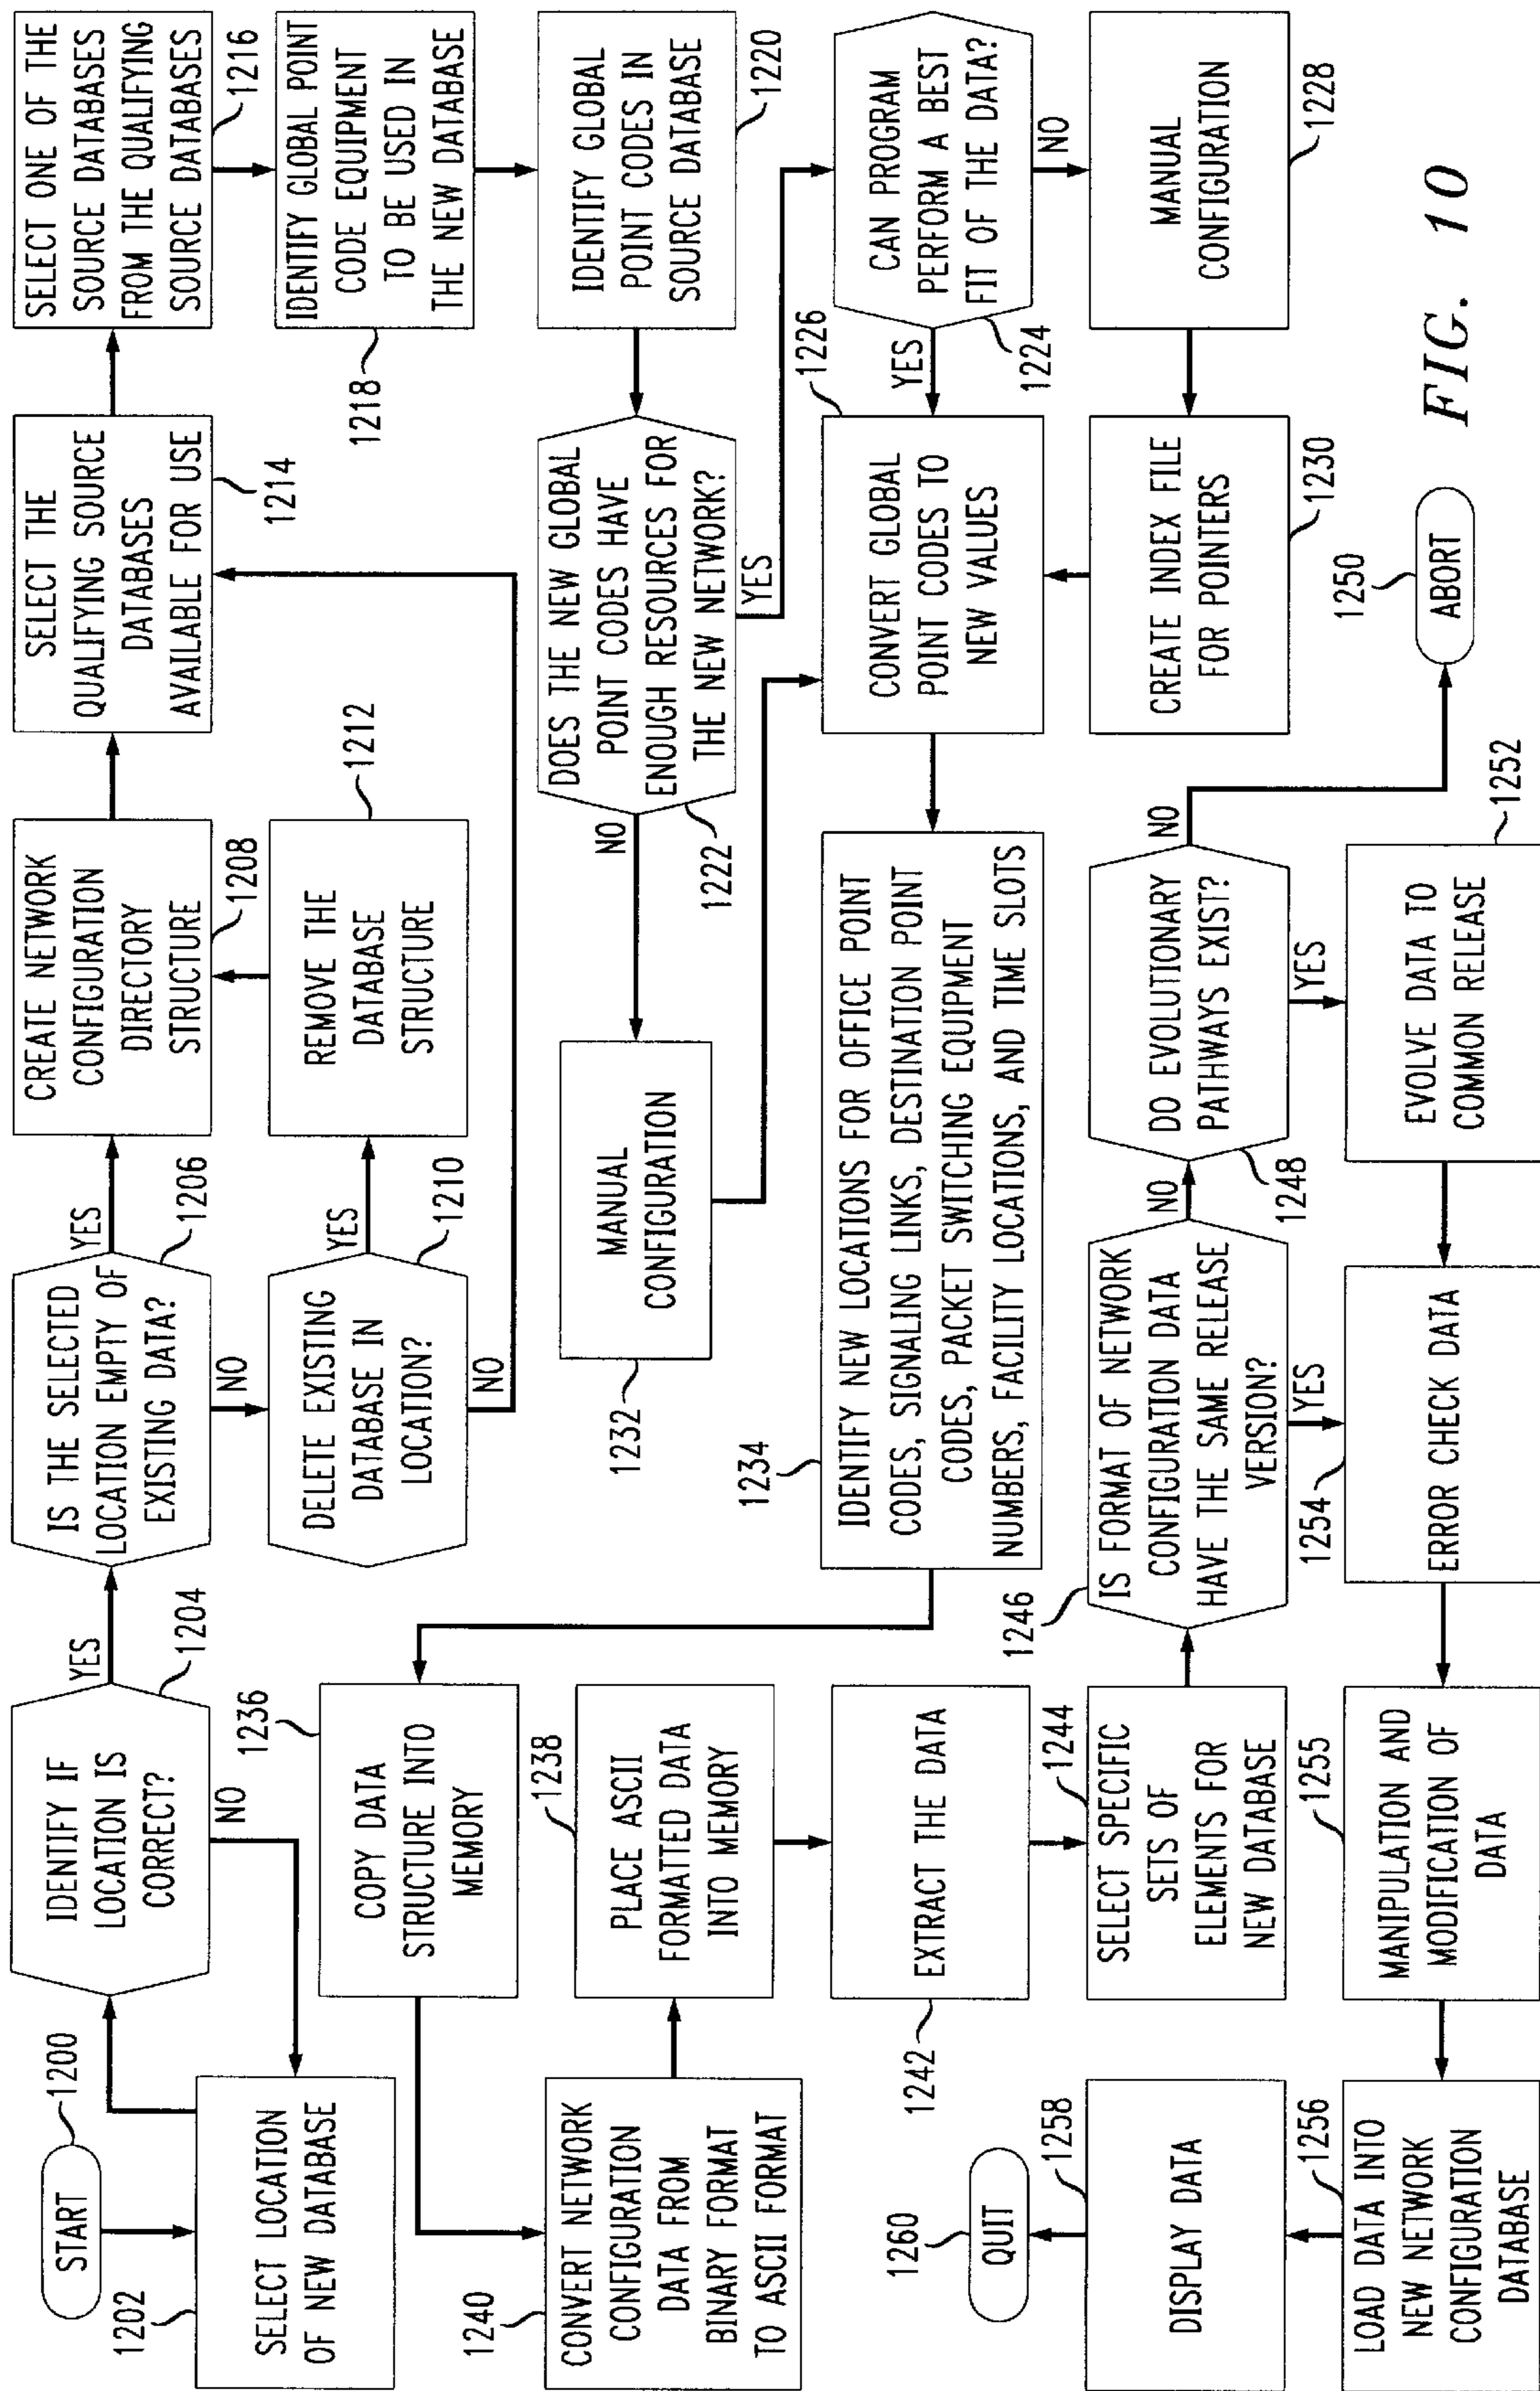 START
1200
SELECT LOCATION
OF NEW DATABASE
1202
IDENTIFY IF
LOCATION IS
CORRECT?
1204
YES
NO
IS THE SELECTED
LOCATION EMPTY OF
EXISTING DATA?
1206
YES
NO
CREATE NETWORK
CONFIGURATION
DIRECTORY
STRUCTURE
1208
DELETE EXISTING
DATABASE IN
LOCATION?
1210
YES
NO
REMOVE THE
DATABASE
STRUCTURE
1212
SELECT THE
QUALIFYING SOURCE
DATABASES
AVAILABLE FOR USE
1214
SELECT ONE OF THE
SOURCE DATABASES
FROM THE QUALIFYING
SOURCE DATABASES
1216
IDENTIFY GLOBAL POINT
CODE EQUIPMENT
TO BE USED IN
THE NEW DATABASE
1218
IDENTIFY GLOBAL
POINT CODES IN
SOURCE DATABASE
1220
DOES THE NEW GLOBAL
POINT CODES HAVE
ENOUGH RESOURCES FOR
THE NEW NETWORK?
1222
NO
YES
MANUAL
CONFIGURATION
1232
CAN PROGRAM
PERFORM A BEST
FIT OF THE DATA?
1224
YES
NO
CONVERT GLOBAL
POINT CODES TO
NEW VALUES
1226
MANUAL
CONFIGURATION
1228
CREATE INDEX FILE
FOR POINTERS
1230
IDENTIFY NEW LOCATIONS FOR OFFICE POINT
CODES, SIGNALING LINKS, DESTINATION POINT
CODES, PACKET SWITCHING EQUIPMENT
NUMBERS, FACILITY LOCATIONS, AND TIME SLOTS
1234
COPY DATA
STRUCTURE INTO
MEMORY
1236
CONVERT NETWORK
CONFIGURATION
DATA FROM
BINARY FORMAT
TO ASCII FORMAT
1240
PLACE ASCII
FORMATTED DATA
INTO MEMORY
1238
EXTRACT THE DATA
1242
SELECT SPECIFIC
SETS OF
ELEMENTS FOR
NEW DATABASE
1244
IS FORMAT OF NETWORK
CONFIGURATION DATA
HAVE THE SAME RELEASE
VERSION?
1246
NO
YES
DO EVOLUTIONARY
PATHWAYS EXIST?
1248
NO
YES
ABORT
1250
EVOLVE DATA TO
COMMON RELEASE
1252
ERROR CHECK DATA
1254
MANIPULATION AND
MODIFICATION OF
DATA
1255
LOAD DATA INTO
NEW NETWORK
CONFIGURATION
DATABASE
1256
DISPLAY DATA
1258
QUIT
1260
FIG. 10